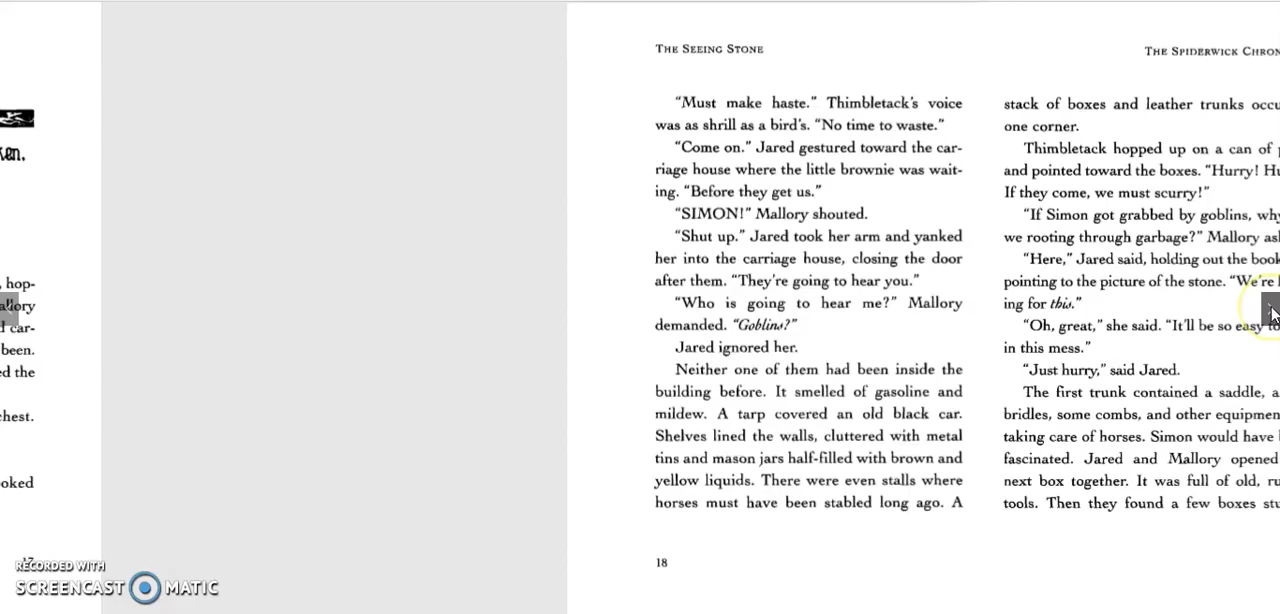 ken.
, hop-
allory
d car-
been.
ed the
chest.
ooked
17
THE SEEING STONE
“Must make haste.” Thimbletack’s voice
was as shrill as a bird’s. “No time to waste.”
“Come on.” Jared gestured toward the car-
riage house where the little brownie was wait-
ing. “Before they get us.”
“SIMON!” Mallory shouted.
“Shut up.” Jared took her arm and yanked
her into the carriage house, closing the door
after them. “They’re going to hear you.”
“Who is going to hear me?” Mallory
demanded. “Goblins?”
Jared ignored her.
Neither one of them had been inside the
building before. It smelled of gasoline and
mildew. A tarp covered an old black car.
Shelves lined the walls, cluttered with metal
tins and mason jars half-filled with brown and
yellow liquids. There were even stalls where
horses must have been stabled long ago. A
18
THE SPIDERWICK CHRON
stack of boxes and leather trunks occu
one corner.
Thimbletack hopped up on a can of p
and pointed toward the boxes. “Hurry! Hu
If they come, we must scurry!”
“If Simon got grabbed by goblins, why
we rooting through garbage?” Mallory as
“Here,” Jared said, holding out the book
pointing to the picture of the stone. “We’re l
ing for this.”
“Oh, great,” she said. “It’ll be so easy to
in this mess.”
“Just hurry,” said Jared.
The first trunk contained a saddle, a
bridles, some combs, and other equipmen
taking care of horses. Simon would have
fascinated. Jared and Mallory opened
next box together. It was full of old, ru
tools. Then they found a few boxes stu
RECORDED WITH
SCREENCAST MATIC